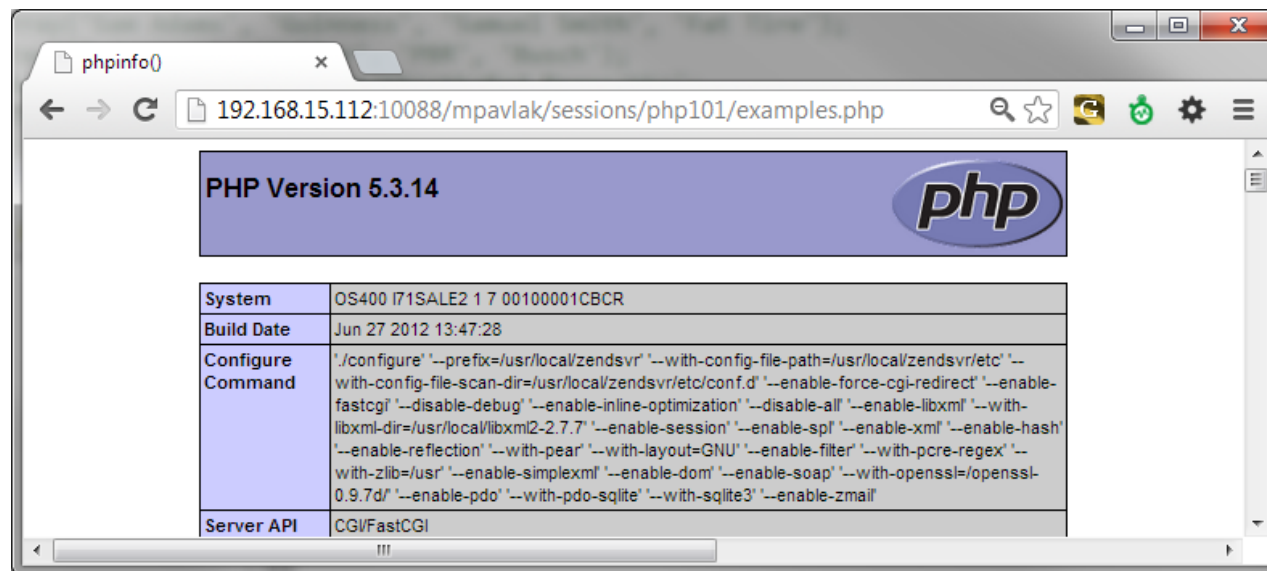 phpinfo()
192.168.15.112:10088/mpavlak/sessions/php101/examples.php
PHP Version 5.3.14
php
System OS400 I71SALE2 1 7 00100001CBCR
Build Date Jun 27 2012 13:47:28
Configure Command './configure' '--prefix=/usr/local/zendsvr' '--with-config-file-path=/usr/local/zendsvr/etc' '--
with-config-file-scan-dir=/usr/local/zendsvr/etc/conf.d' '--enable-force-cgi-redirect' '--enable-
fastcgi' '--disable-debug' '--enable-inline-optimization' '--disable-all' '--enable-libxml' '--with-
libxml-dir=/usr/local/libxml2-2.7.7' '--enable-session' '--enable-spl' '--enable-xml' '--enable-hash'
'--enable-reflection' '--with-pear' '--with-layout=GNU' '--enable-filter' '--with-pcre-regex' '--
with-zlib=/usr' '--enable-simplexml' '--enable-dom' '--enable-soap' '--with-openssl=/openssl-
0.9.7d/' '--enable-pdo' '--with-pdo-sqlite' '--with-sqlite3' '--enable-zmail'
Server API CGI/FastCGI